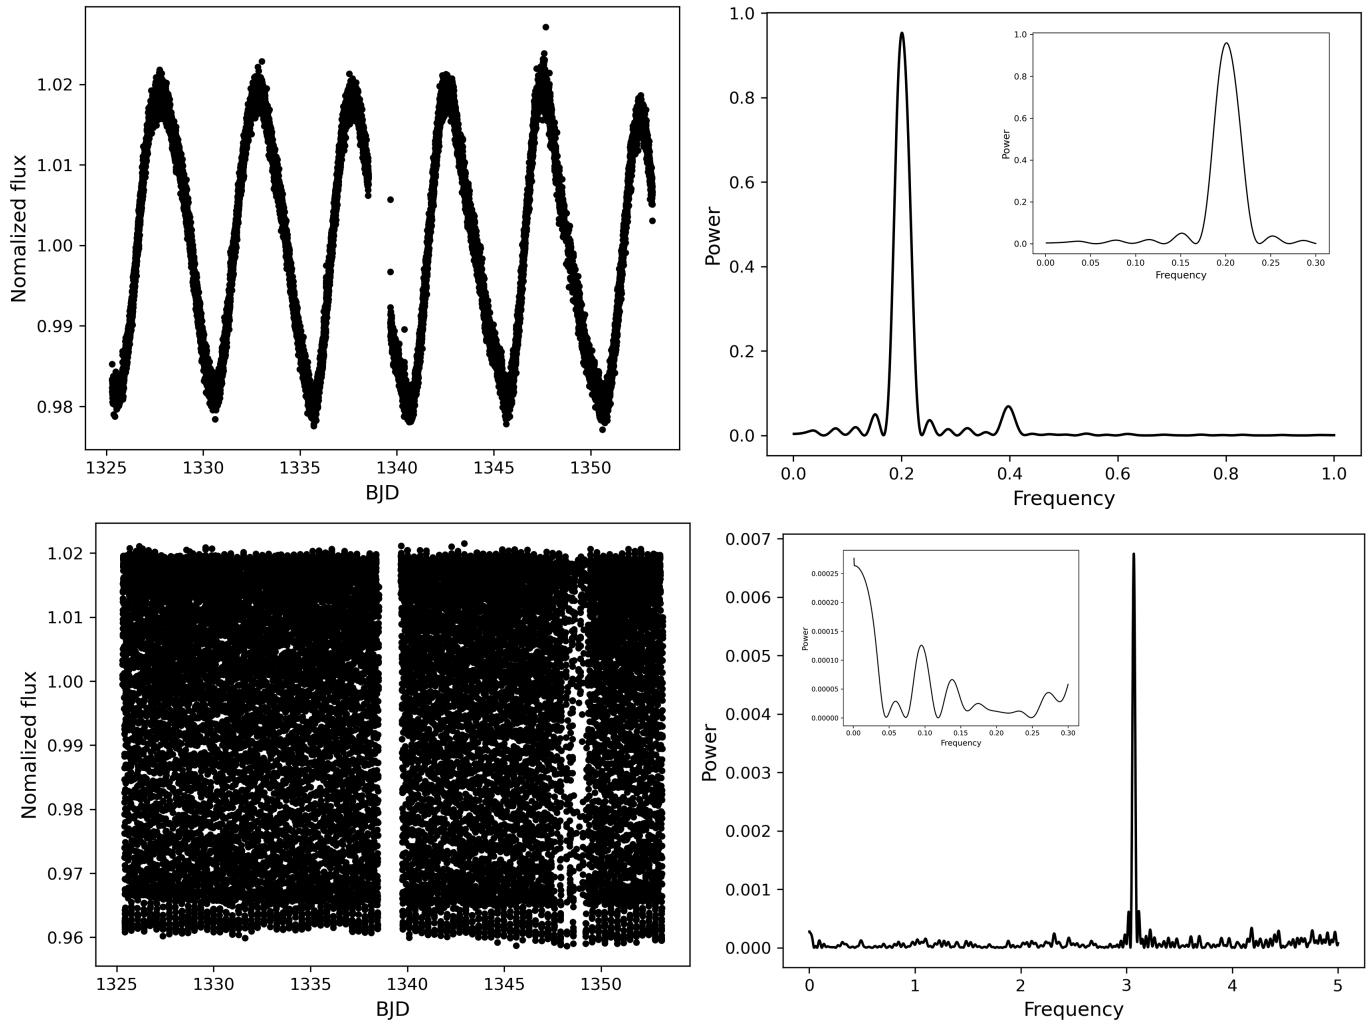 1.02
1.01
1.00
0.99
0.98
Nomalized flux
1325 1330 1335 1340 1345 1350
BJD
1.0
0.8
0.6
0.4
0.2
0.0
Power
0.0 0.2 0.4 0.6 0.8 1.0
Frequency
1.0
0.8
0.6
0.4
0.2
0.0
Power
0.00 0.05 0.10 0.15 0.20 0.25 0.30
Frequency
1.02
1.01
1.00
0.99
0.98
0.97
0.96
Nomalized flux
1325 1330 1335 1340 1345 1350
BJD
0.007
0.006
0.005
0.004
0.003
0.002
0.001
0.000
Power
0 1 2 3 4 5
Frequency
0.00025
0.00020
0.00015
0.00010
0.00005
0.00000
Power
0.00 0.05 0.10 0.15 0.20 0.25 0.30
Frequency